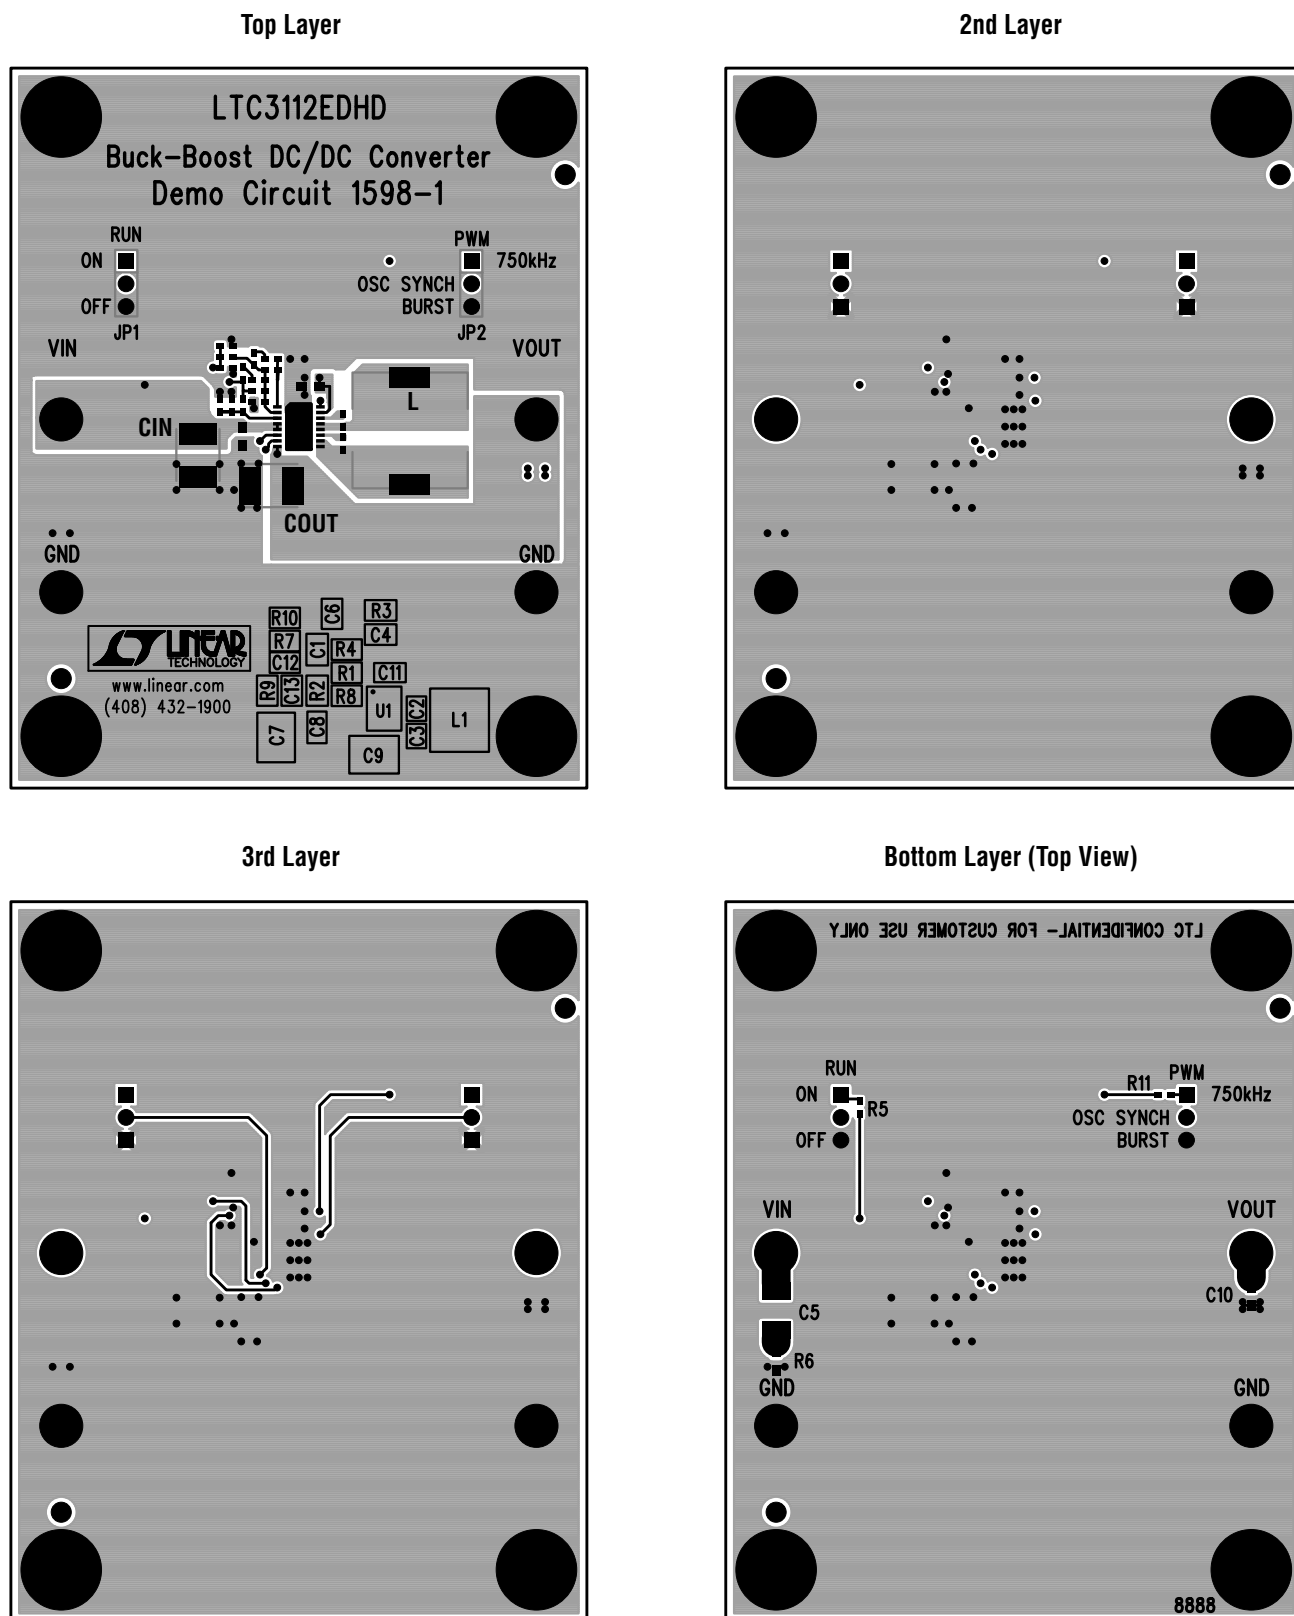 Top Layer
2nd Layer
LTC3112EDHD
Buck-Boost DC/DC Converter
Demo Circuit 1598-1
RUN
ON
OFF
JP1
PWM
750kHz
OSC SYNCH
BURST
JP2
VIN
VOUT
CIN
L
COUT
GND
GND
LINEAR
TECHNOLOGY
www.linear.com
(408) 432-1900
R10
C6
R3
R7
C1
R4
C4
C12
R1
C11
R9
C13
R2
R8
U1
C2
L1
C7
C8
C3
C9
3rd Layer
Bottom Layer (Top View)
LTC CONFIDENTIAL- FOR CUSTOMER USE ONLY
RUN
ON
R5
OFF
R11
PWM
750kHz
OSC SYNCH
BURST
VIN
VOUT
C5
C10
R6
GND
GND
8888